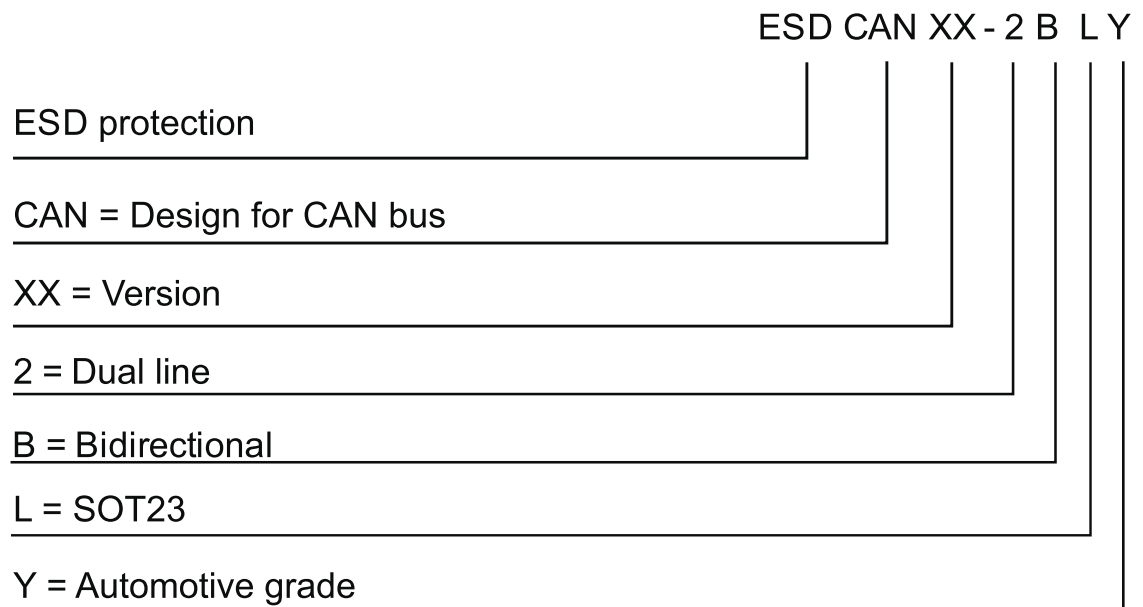 ESD CAN XX - 2 B L Y
ESD protection
CAN = Design for CAN bus
XX = Version
2 = Dual line
B = Bidirectional
L = SOT23
Y = Automotive grade